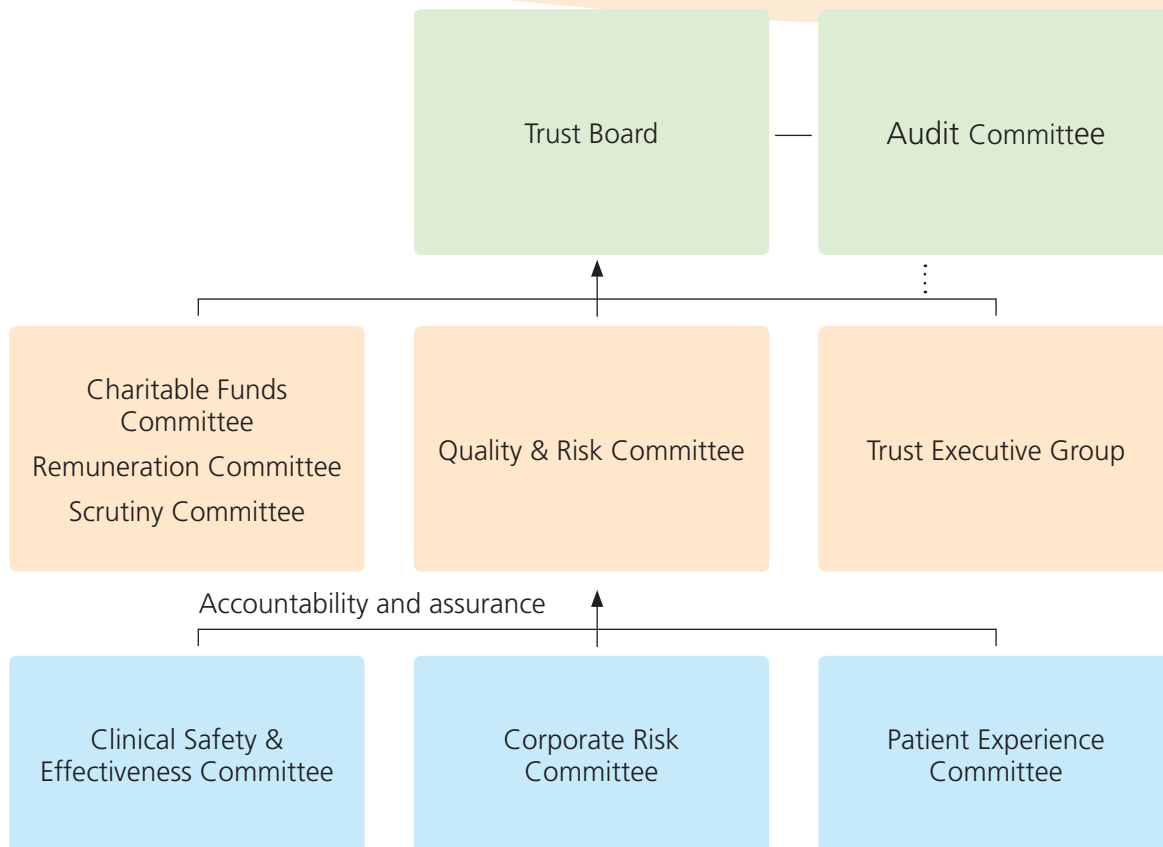 Trust Board
Audit Committee
Charitable Funds
Committee
Remuneration Committee
Scrutiny Committee
Quality & Risk Committee
Trust Executive Group
Accountability and assurance
Clinical Safety &
Effectiveness Committee
Corporate Risk
Committee
Patient Experience
Committee